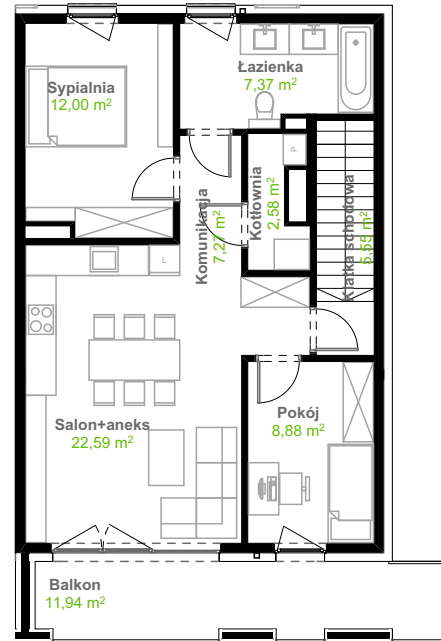 Sypialnia
12,00 m²
Łazienka
7,37 m²
Komunikacja
7,27 m²
Kotłownia
2,58 m²
P
Klatka schodowa
5,55 m²
L
Salon+aneks
22,59 m²
Pokój
8,88 m²
Balkon
11,94 m²